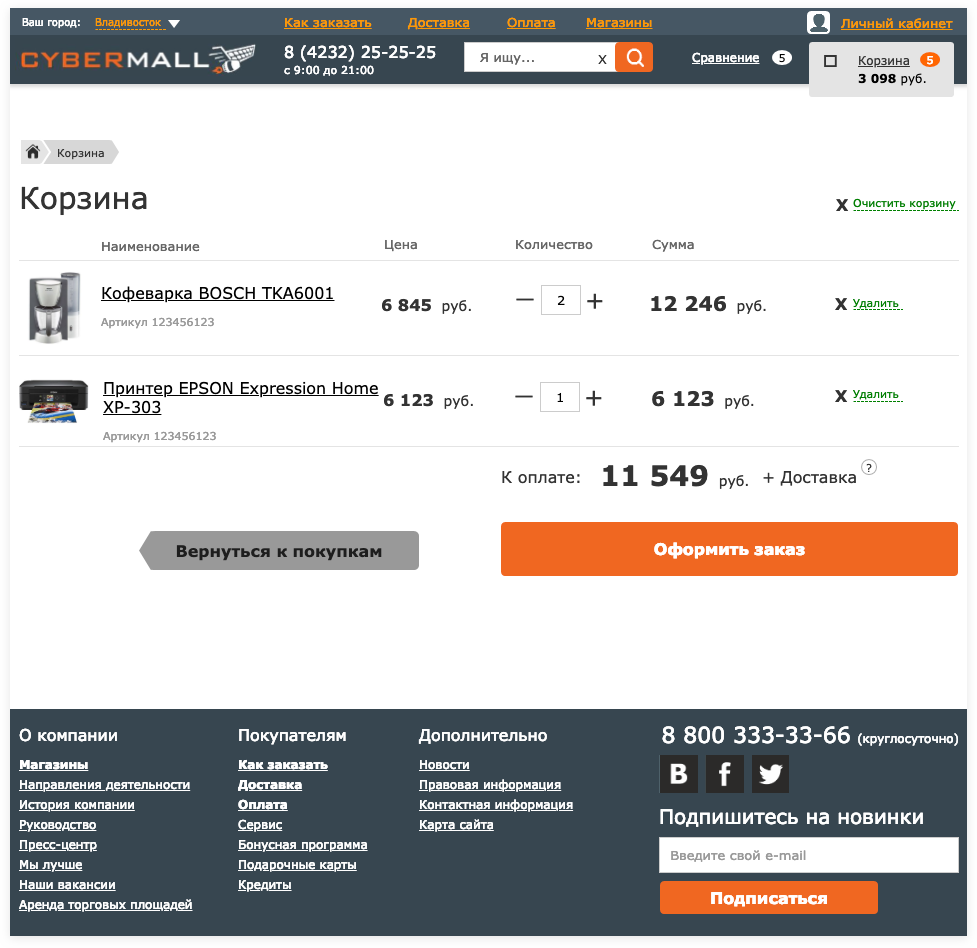 Ваш город: Владивосток Как заказать Доставка Оплата Магазины Личный кабинет
CYBERMALL 8 (4232) 25-25-25 Я ищу... x Сравнение 5 Корзина 5
с 9:00 до 21:00 3 098 руб.
Корзина
Корзина
X Очистить корзину
Наименование Цена Количество Сумма
Кофеварка BOSCH TKA6001 6 845 руб. — 2 + 12 246 руб. X Удалить
Артикул 123456123
Принтер EPSON Expression Home
XP-303 6 123 руб. — 1 + 6 123 руб. X Удалить
Артикул 123456123
К оплате: 11 549 руб. + Доставка ?
Вернуться к покупкам Оформить заказ
О компании
Магазины
Направления деятельности
История компании
Руководство
Пресс-центр
Мы лучше
Наши вакансии
Аренда торговых площадей
Покупателям
Как заказать
Доставка
Оплата
Сервис
Бонусная программа
Подарочные карты
Кредиты
Дополнительно
Новости
Правовая информация
Контактная информация
Карта сайта
8 800 333-33-66 (круглосуточно)
B f
Подпишитесь на новинки
Введите свой e-mail
Подписаться